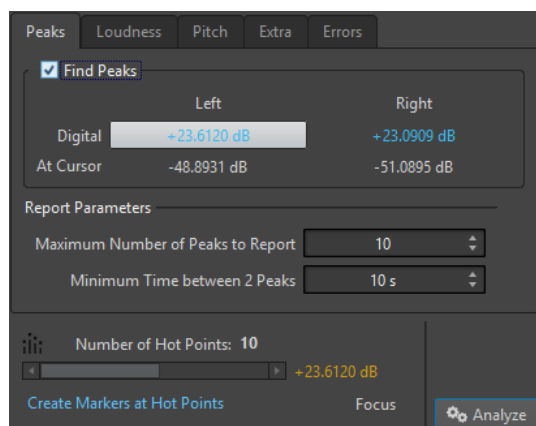 Peaks Loudness Pitch Extra Errors
Find Peaks
Left Right
Digital +23.6120 dB +23.0909 dB
At Cursor -48.8931 dB -51.0895 dB
Report Parameters
Maximum Number of Peaks to Report 10
Minimum Time between 2 Peaks 10 s
Number of Hot Points: 10
+23.6120 dB
Create Markers at Hot Points Focus
Analyze